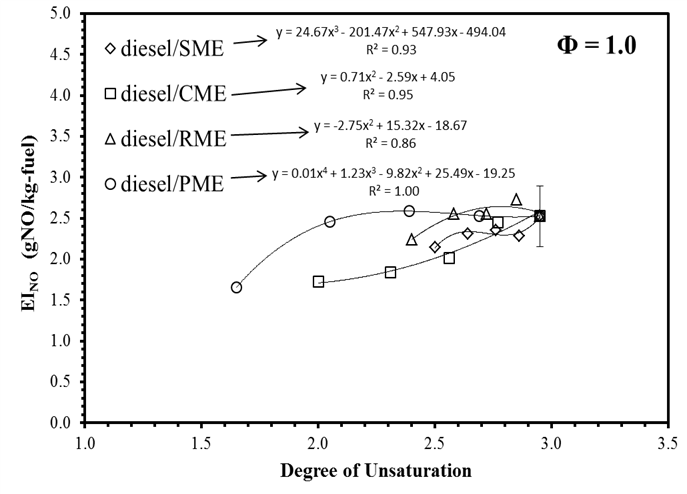 5.0
4.5
4.0
3.5
3.0
2.5
2.0
1.5
1.0
0.5
0.0
EI_NO (gNO/kg-fuel)
diesel/SME
y = 24.67x³ - 201.47x² + 547.93x - 494.04
R² = 0.93
Φ = 1.0
diesel/CME
y = 0.71x² - 2.59x + 4.05
R² = 0.95
diesel/RME
y = -2.75x² + 15.32x - 18.67
R² = 0.86
diesel/PME
y = 0.01x⁴ + 1.23x³ - 9.82x² + 25.49x - 19.25
R² = 1.00
1.0 1.5 2.0 2.5 3.0 3.5
Degree of Unsaturation